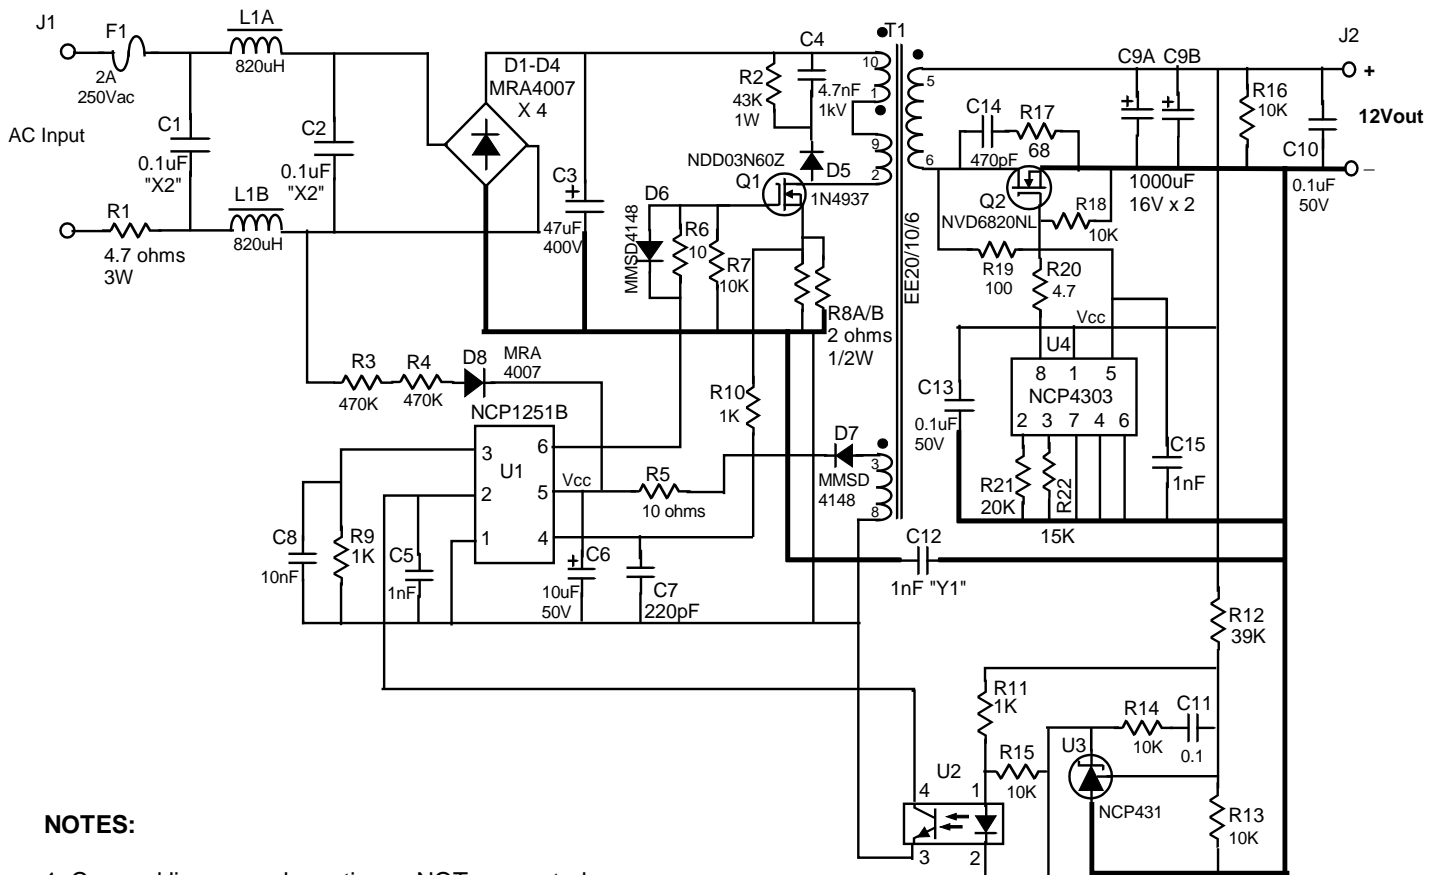 J1
F1
2A
250Vac
L1A
820uH
AC Input
C1
0.1uF
"X2"
C2
0.1uF
"X2"
L1B
820uH
R1
4.7 ohms
3W
D1-D4
MRA4007
X 4
C3
+
47uF
400V
R2
43K
1W
C4
4.7nF
1kV
D5
1N4937
NDD03N60Z
Q1
D6
MMSD4148
R6
10
R7
10K
R8A/B
2 ohms
1/2W
T1
10
1
9
2
3
8
5
6
EE20/10/6
C14
470pF
R17
68
Q2
NVD6820NL
R18
10K
R19
100
R20
4.7
C9A
C9B
+
+
1000uF
16V x 2
R16
10K
C10
0.1uF
50V
J2
+
12Vout
–
Vcc
U4
8 1 5
NCP4303
2 3 7 4 6
C13
0.1uF
50V
R21
20K
R22
15K
C15
1nF
R3
470K
R4
470K
D8
MRA
4007
NCP1251B
U1
3
2
1
6
5
4
Vcc
R5
10 ohms
R10
1K
D7
MMSD
4148
C8
10nF
R9
1K
C5
1nF
+
C6
10uF
50V
C7
220pF
C12
1nF "Y1"
R12
39K
R11
1K
R15
10K
R14
10K
C11
0.1
U3
NCP431
R13
10K
U2
4 1
3 2
NOTES: